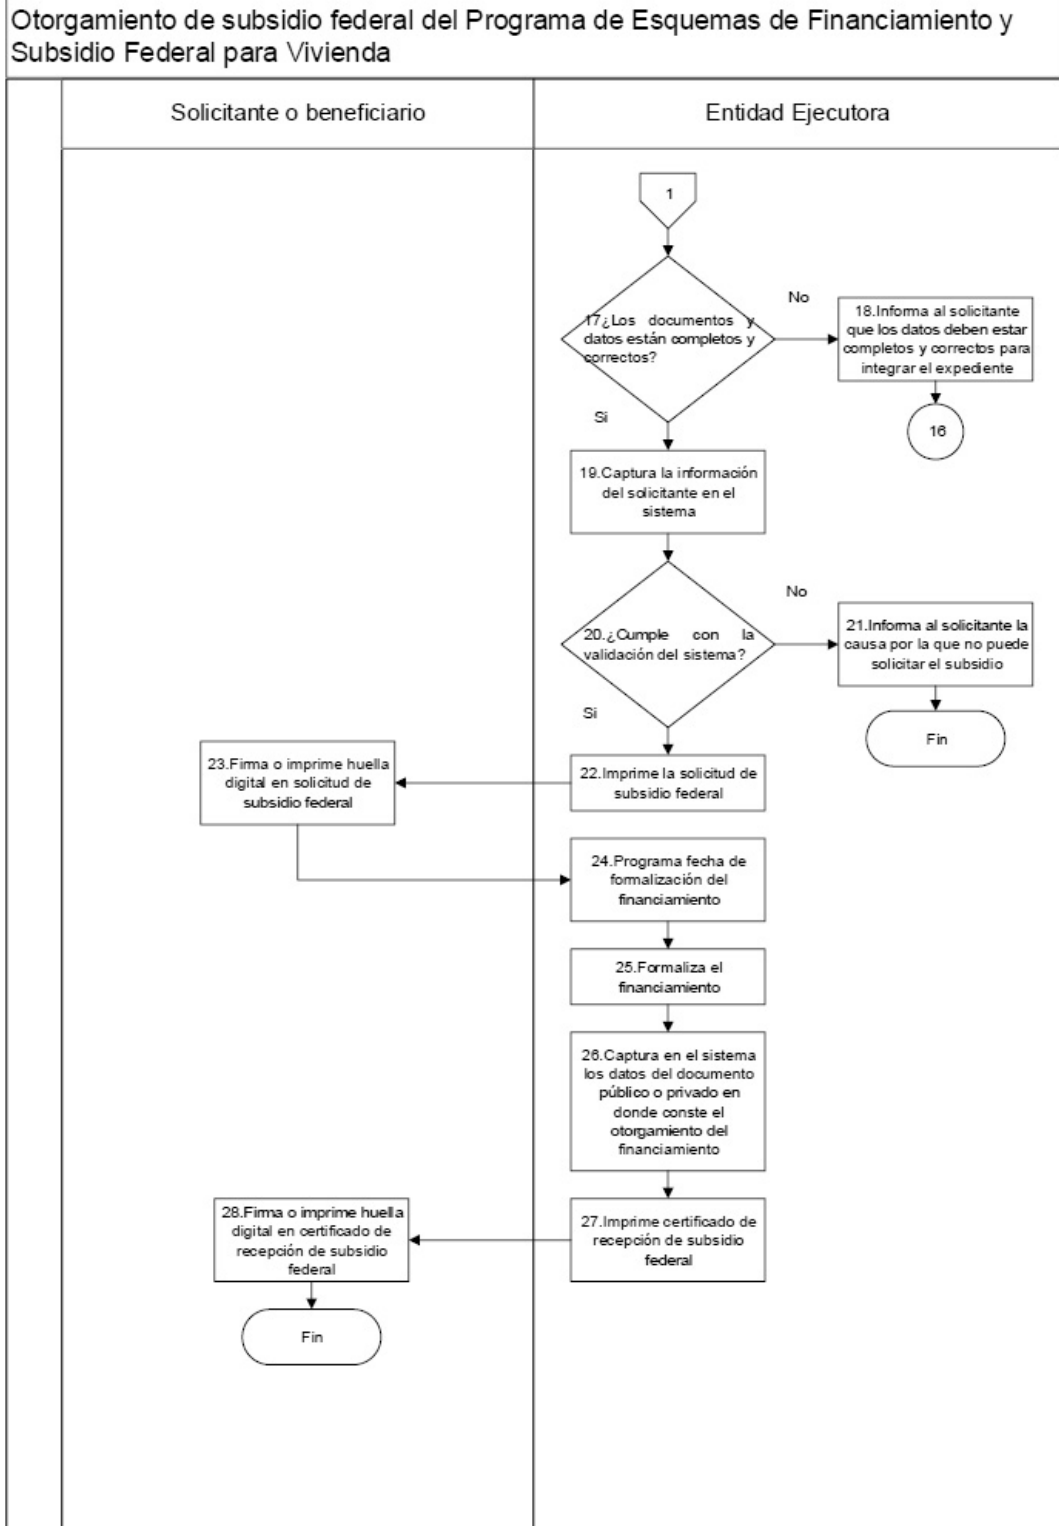 Otorgamiento de subsidio federal del Programa de Esquemas de Financiamiento y
Subsidio Federal para Vivienda
Solicitante o beneficiario
Entidad Ejecutora
1
17¿Los documentos y
datos están completos y
correctos?
No
18.Informa al solicitante
que los datos deben estar
completos y correctos para
integrar el expediente
16
Si
19.Captura la información
del solicitante en el
sistema
20.¿Cumple con la
validación del sistema?
No
21.Informa al solicitante la
causa por la que no puede
solicitar el subsidio
Fin
Si
22.Imprime la solicitud de
subsidio federal
23.Firma o imprime huella
digital en solicitud de
subsidio federal
24.Programa fecha de
formalización del
financiamiento
25.Formaliza el
financiamiento
26.Captura en el sistema
los datos del documento
público o privado en
donde conste el
otorgamiento del
financiamiento
27.Imprime certificado de
recepción de subsidio
federal
28.Firma o imprime huella
digital en certificado de
recepción de subsidio
federal
Fin